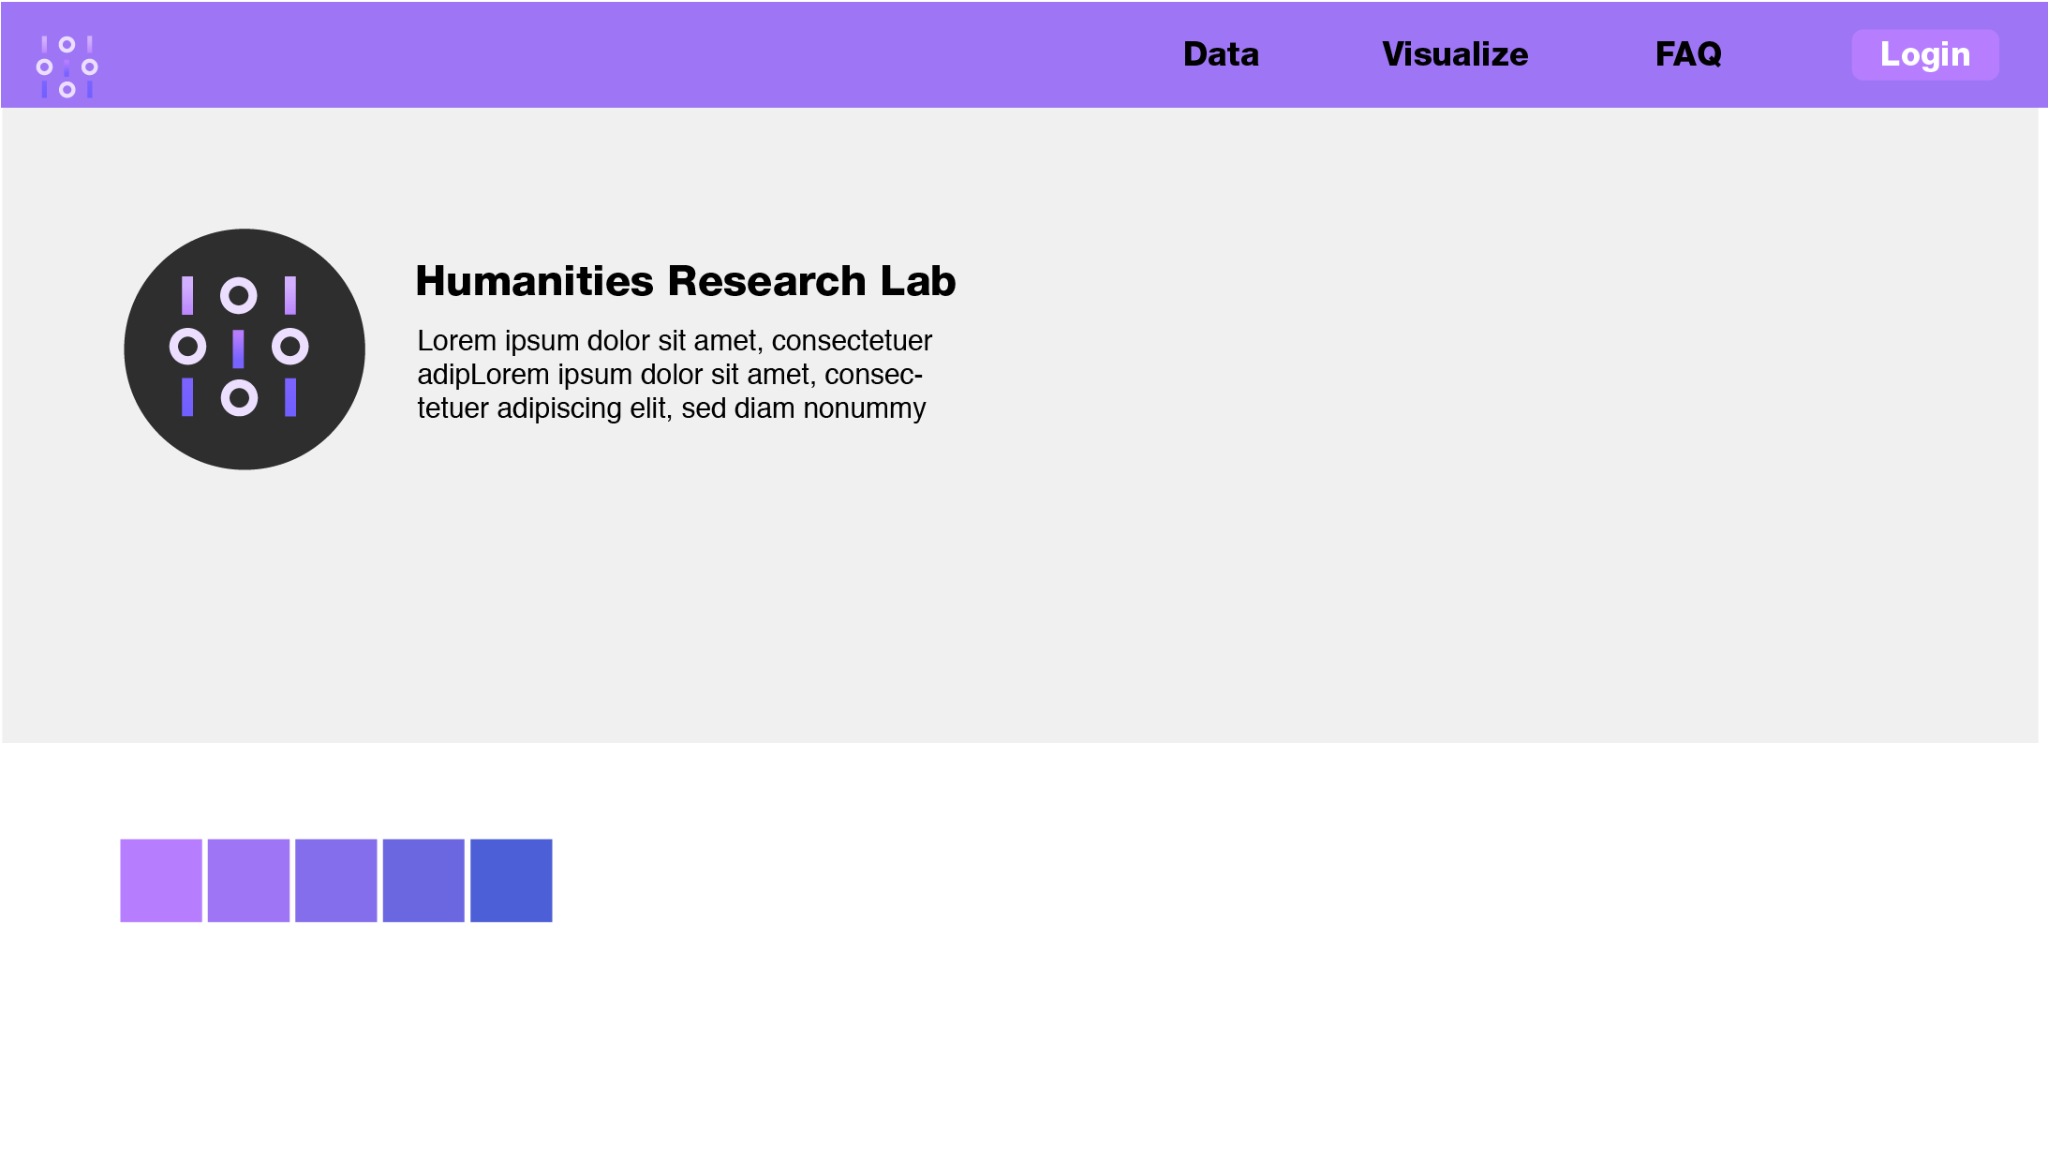 Data Visualize FAQ Login
Humanities Research Lab
Lorem ipsum dolor sit amet, consectetuer
adipLorem ipsum dolor sit amet, consec-
tetuer adipiscing elit, sed diam nonummy